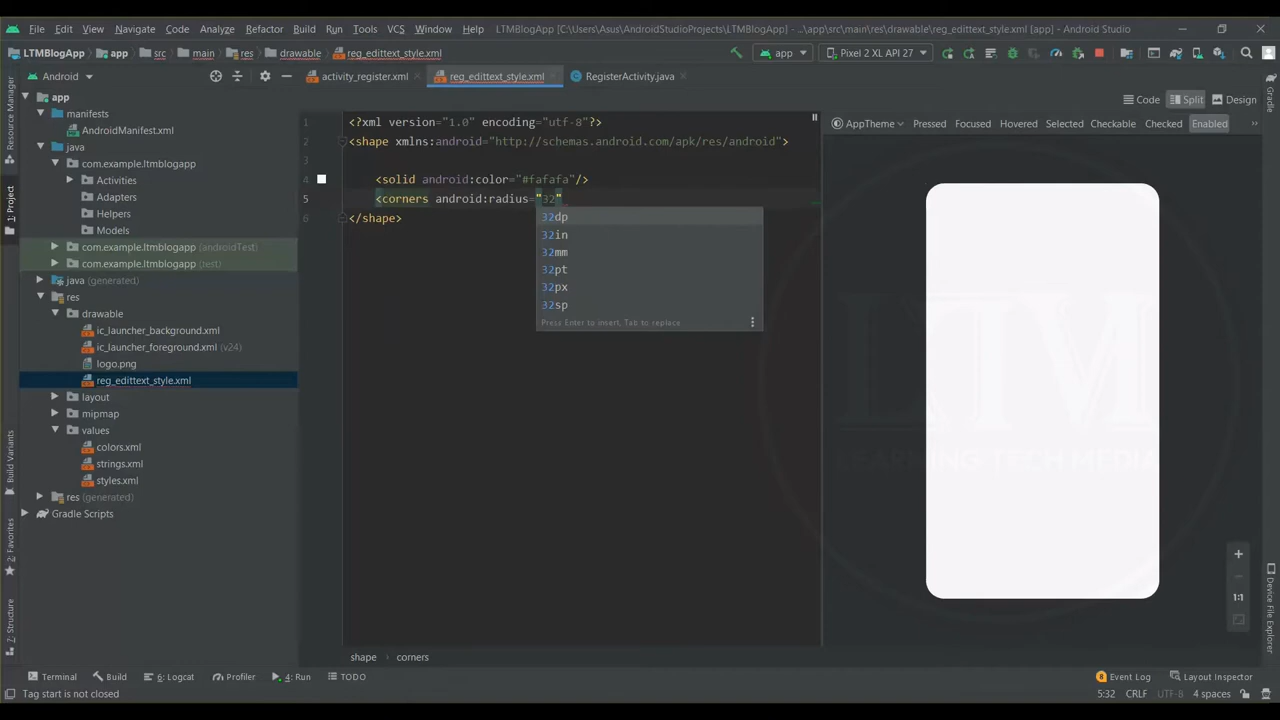 File Edit View Navigate Code Analyze Refactor Build Run Tools VCS Window Help LTMBlogApp [C:\Users\Asus\AndroidStudioProjects\LTMBlogApp] - ...\app\src\main\res\drawable\reg_edittext_style.xml [app] - Android Studio
LTMBlogApp app src main res drawable reg_edittext_style.xml app Pixel 2 XL API 27
Android activity_register.xml reg_edittext_style.xml RegisterActivity.java
Code Split Design
AppTheme Pressed Focused Hovered Selected Checkable Checked Enabled
Resource Manager
1: Project
Build Variants
2: Favorites
7: Structure
app
manifests
AndroidManifest.xml
java
com.example.ltmblogapp
Activities
Adapters
Helpers
Models
com.example.ltmblogapp (androidTest)
com.example.ltmblogapp (test)
java (generated)
res
drawable
ic_launcher_background.xml
ic_launcher_foreground.xml (v24)
logo.png
reg_edittext_style.xml
layout
mipmap
values
colors.xml
strings.xml
styles.xml
res (generated)
Gradle Scripts
1 <?xml version="1.0" encoding="utf-8"?>
2 <shape xmlns:android="http://schemas.android.com/apk/res/android">
3
4 <solid android:color="#fafafa"/>
5 <corners android:radius="32"
6 </shape>
32dp
32in
32mm
32pt
32px
32sp
Press Enter to insert, Tab to replace
LTM
LEARNING TECH MEDIA
1:1
Gradle
Device File Explorer
shape corners
Terminal Build 6: Logcat Profiler 4: Run TODO 8 Event Log Layout Inspector
Tag start is not closed 5:32 CRLF UTF-8 4 spaces